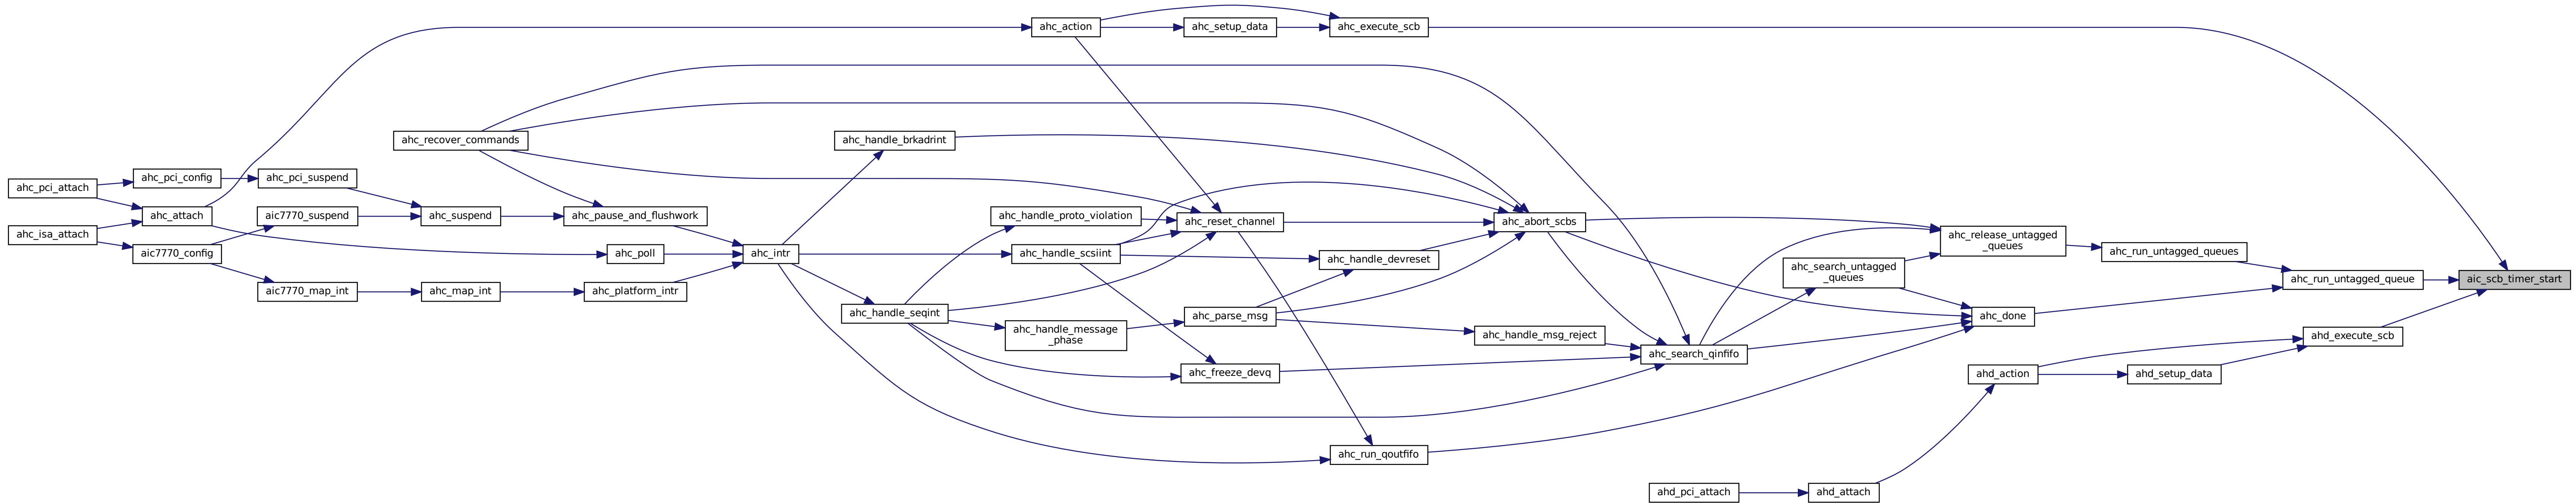 ahc_action
ahc_setup_data
ahc_execute_scb
ahc_recover_commands
ahc_handle_brkadrint
ahc_pci_attach
ahc_pci_config
ahc_pci_suspend
ahc_attach
aic7770_suspend
ahc_suspend
ahc_pause_and_flushwork
ahc_handle_proto_violation
ahc_reset_channel
ahc_abort_scbs
ahc_isa_attach
aic7770_config
ahc_poll
ahc_intr
ahc_handle_scsiint
ahc_handle_devreset
ahc_release_untagged
_queues
ahc_run_untagged_queues
ahc_search_untagged
_queues
ahc_run_untagged_queue
aic_scb_timer_start
aic7770_map_int
ahc_map_int
ahc_platform_intr
ahc_handle_seqint
ahc_handle_message
_phase
ahc_parse_msg
ahc_handle_msg_reject
ahc_done
ahd_execute_scb
ahc_freeze_devq
ahc_search_qinfifo
ahd_action
ahd_setup_data
ahc_run_qoutfifo
ahd_pci_attach
ahd_attach